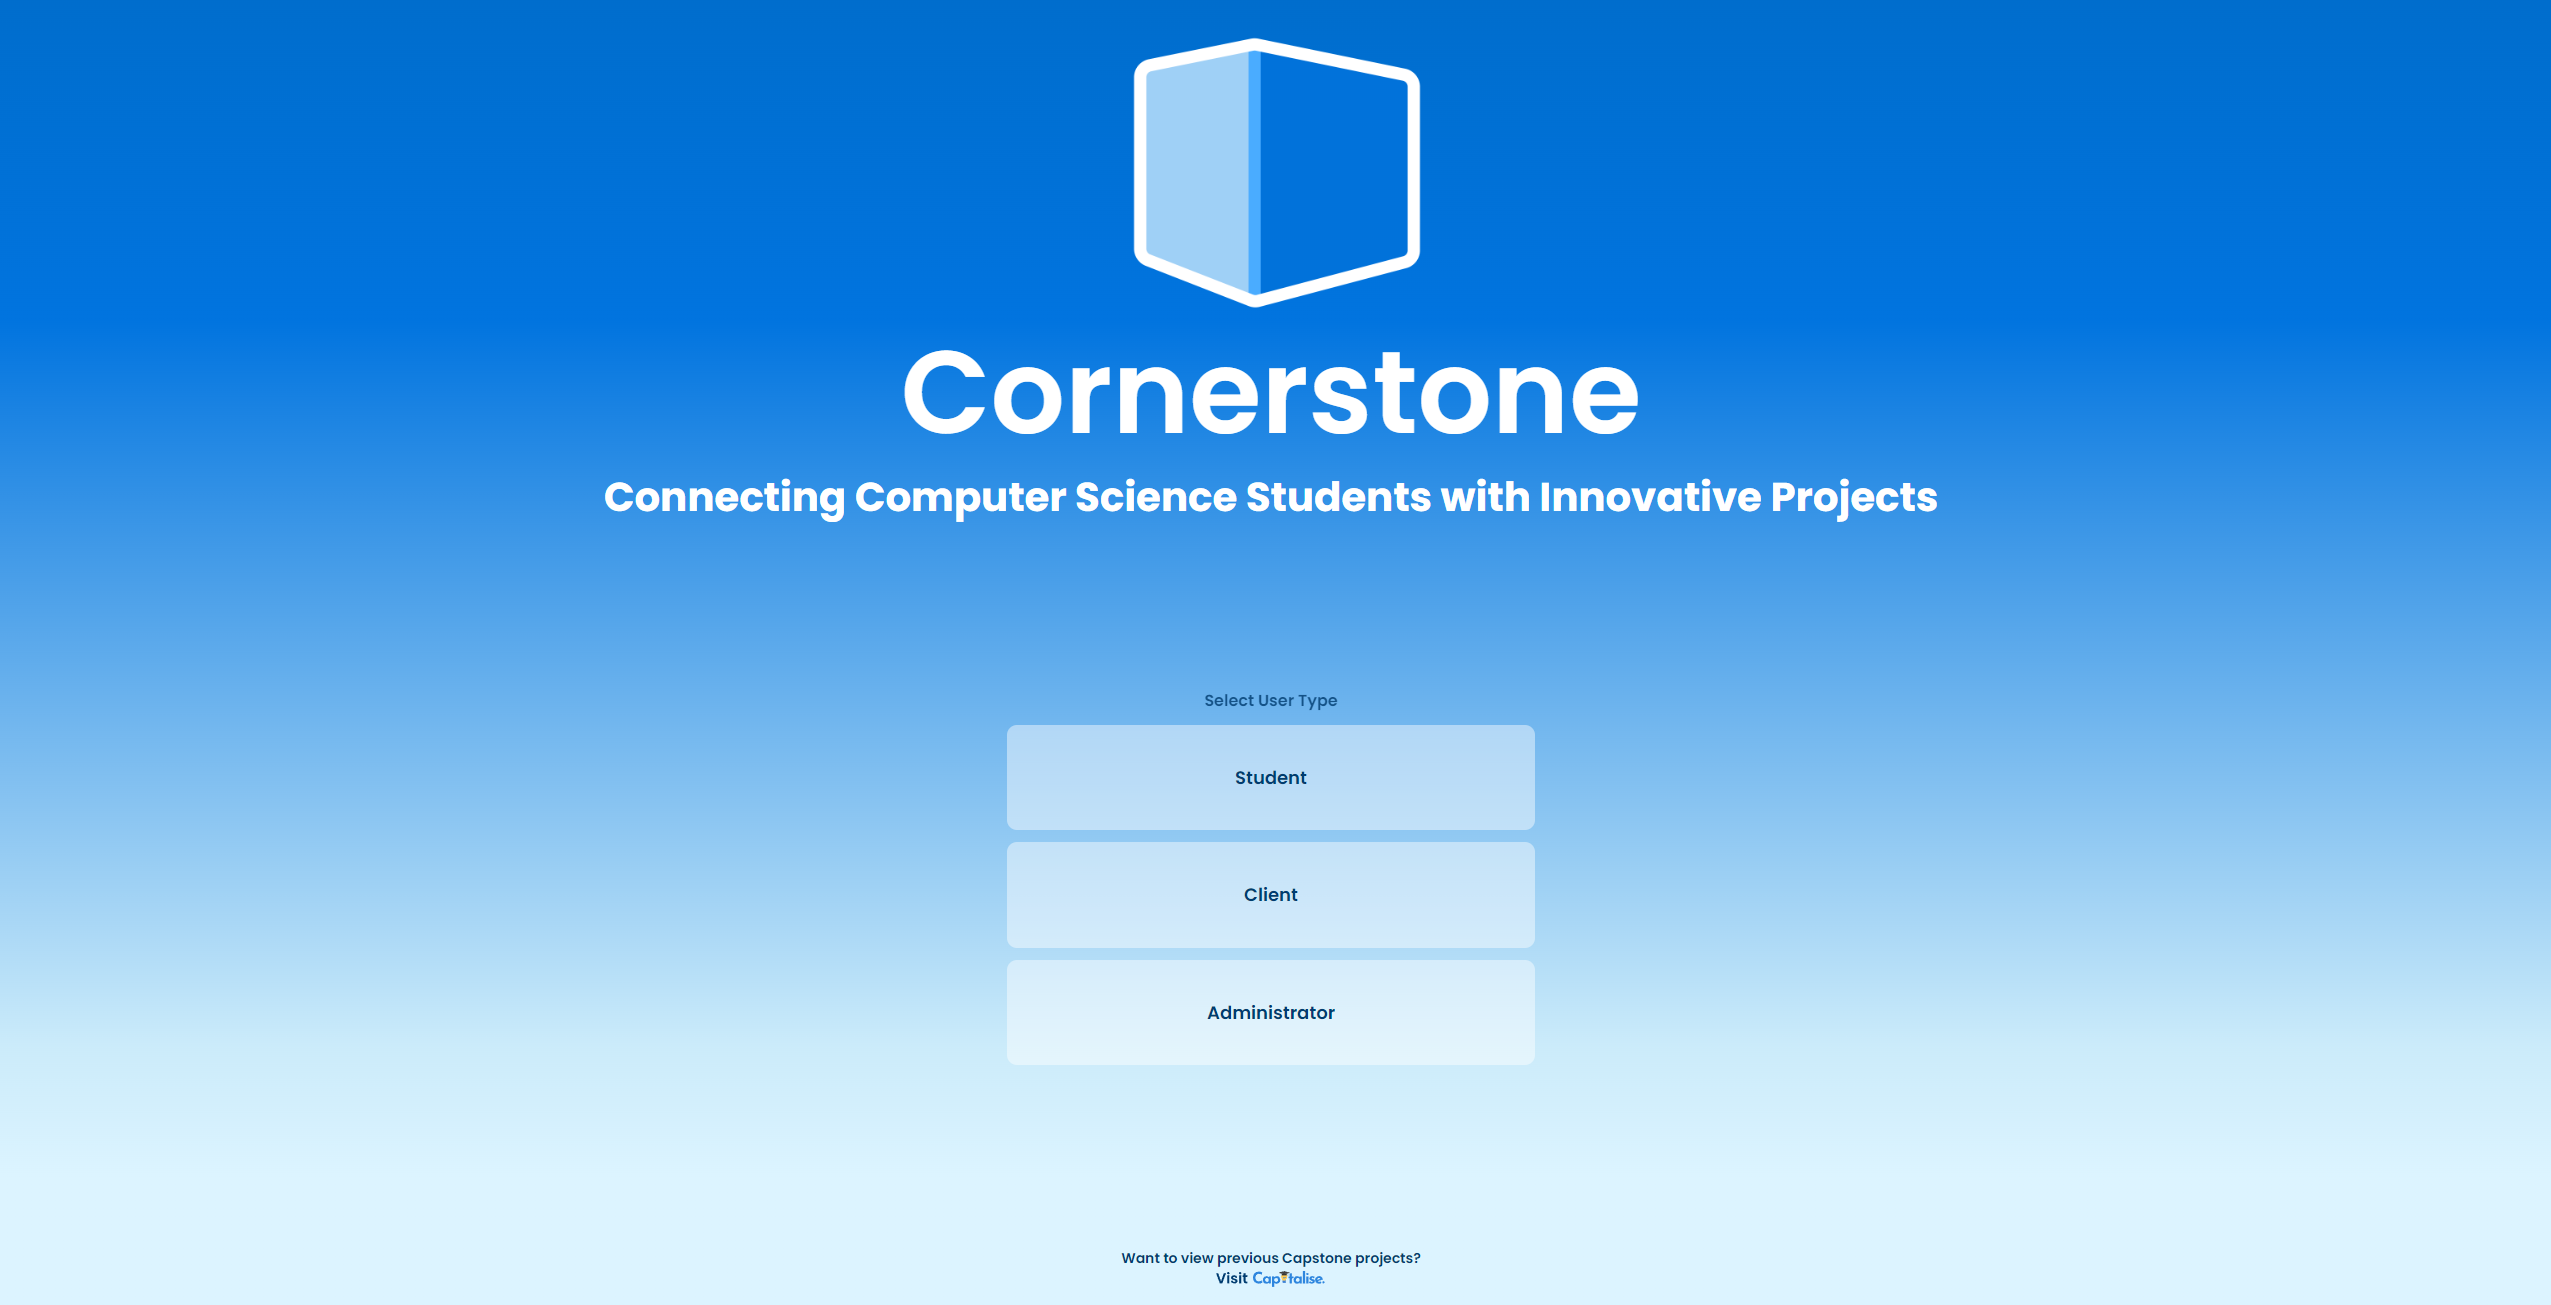 Cornerstone
Connecting Computer Science Students with Innovative Projects
Select User Type
Student
Client
Administrator
Want to view previous Capstone projects?
Visit Capitalise.